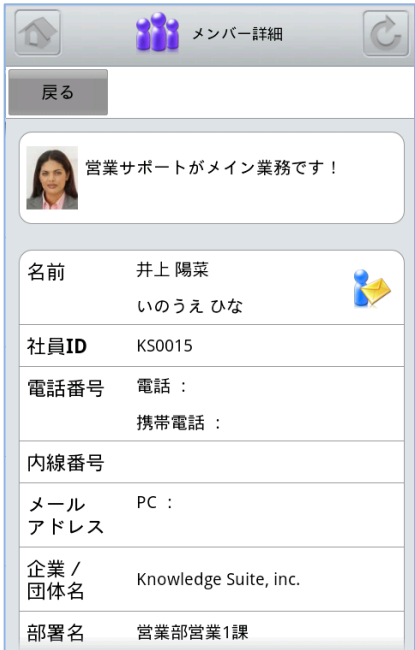 メンバー詳細
戻る
営業サポートがメイン業務です！
名前
井上 陽菜
いのうえ ひな
社員ID
KS0015
電話番号
電話 ：
携帯電話 ：
内線番号
メール
アドレス
PC ：
企業 /
団体名
Knowledge Suite, inc.
部署名
営業部営業1課